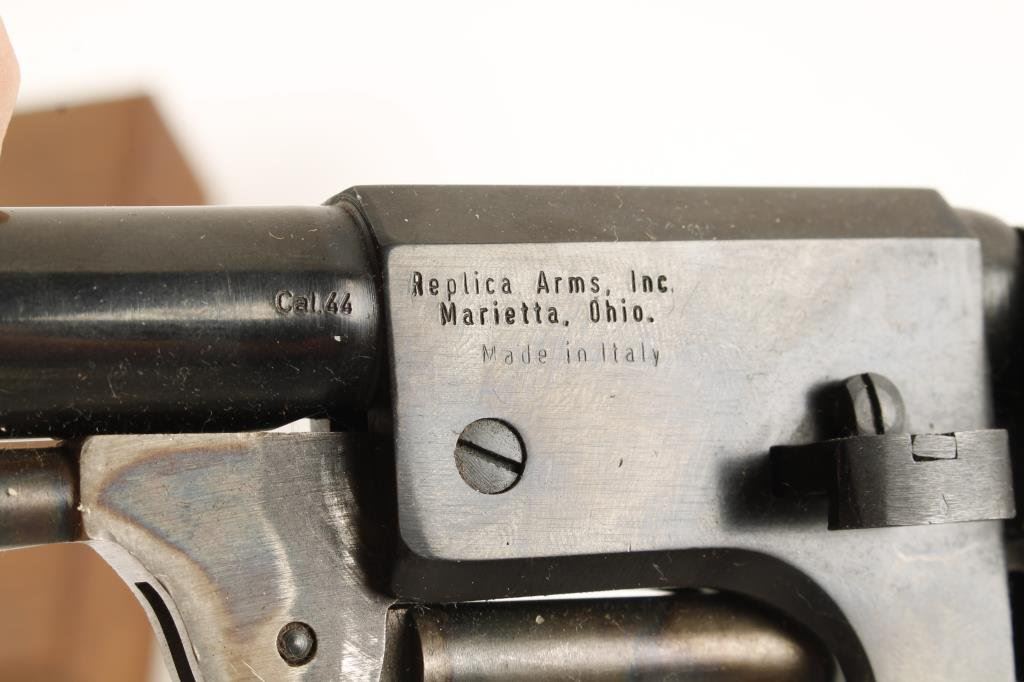 Cal.44
Replica Arms, Inc.
Marietta, Ohio.
Made in Italy